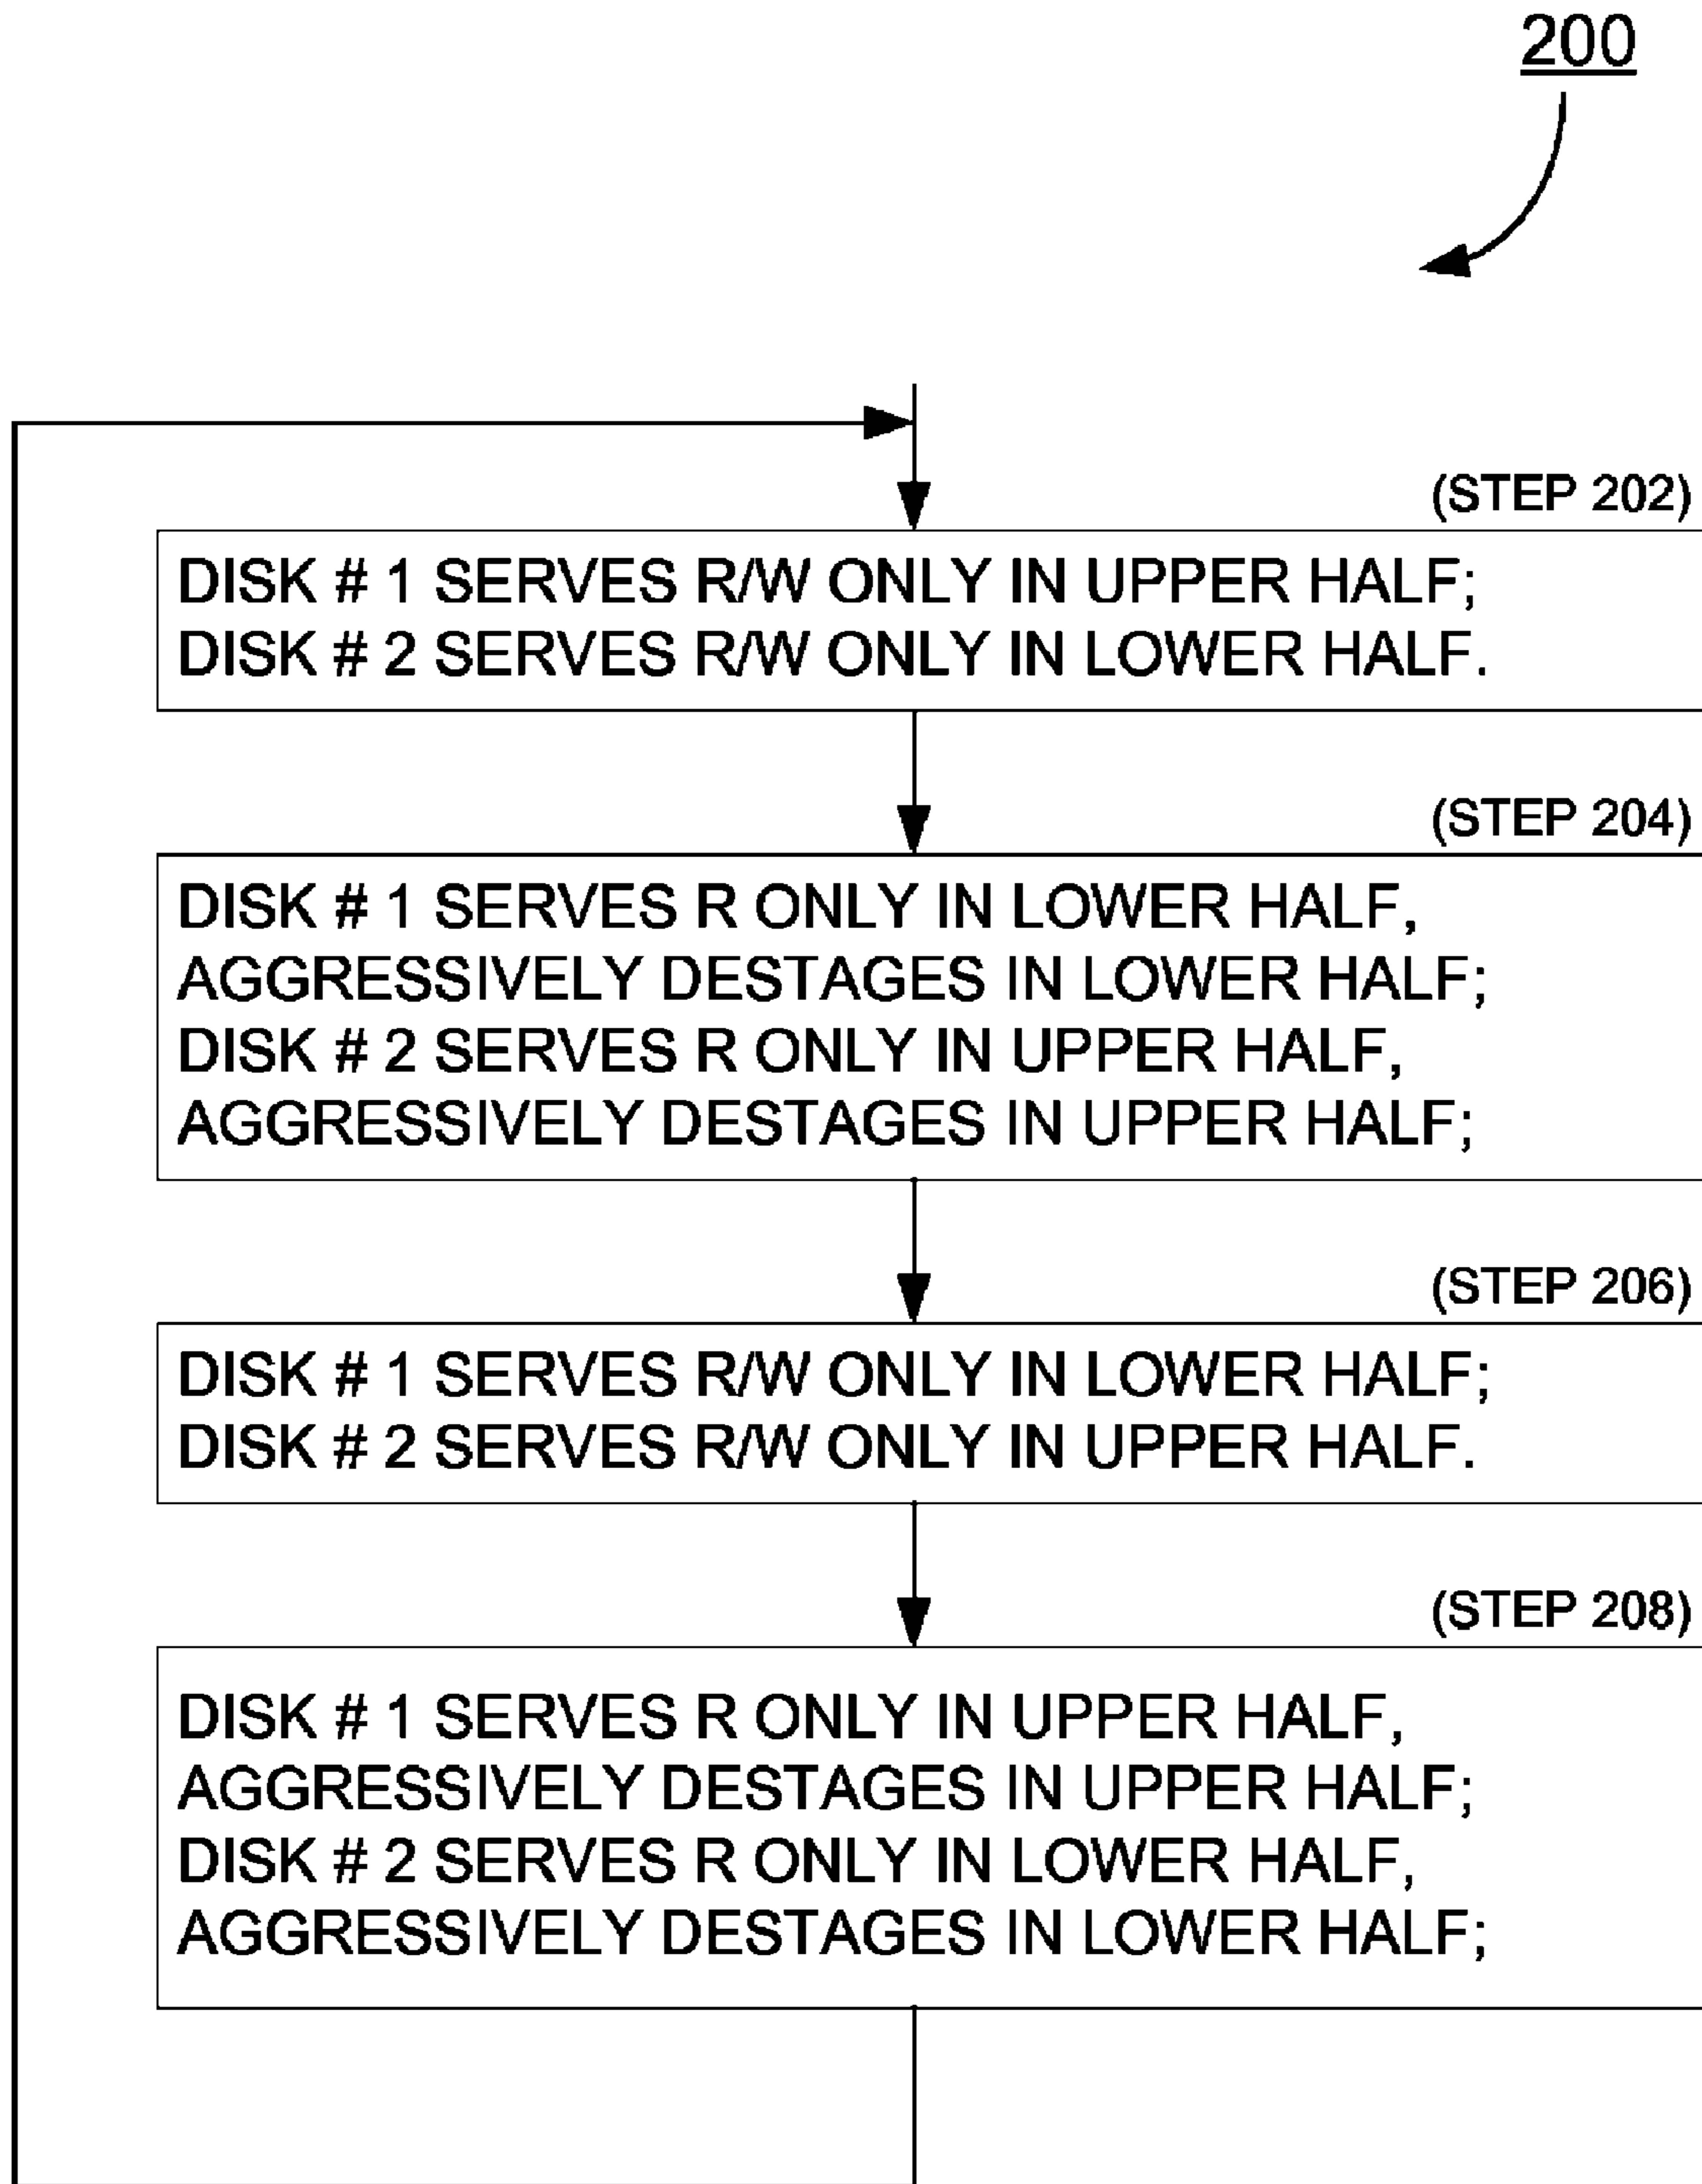 200
(STEP 202)
DISK # 1 SERVES R/W ONLY IN UPPER HALF;
DISK # 2 SERVES R/W ONLY IN LOWER HALF.
(STEP 204)
DISK # 1 SERVES R ONLY IN LOWER HALF,
AGGRESSIVELY DESTAGES IN LOWER HALF;
DISK # 2 SERVES R ONLY IN UPPER HALF,
AGGRESSIVELY DESTAGES IN UPPER HALF;
(STEP 206)
DISK # 1 SERVES R/W ONLY IN LOWER HALF;
DISK # 2 SERVES R/W ONLY IN UPPER HALF.
(STEP 208)
DISK # 1 SERVES R ONLY IN UPPER HALF,
AGGRESSIVELY DESTAGES IN UPPER HALF;
DISK # 2 SERVES R ONLY IN LOWER HALF,
AGGRESSIVELY DESTAGES IN LOWER HALF;